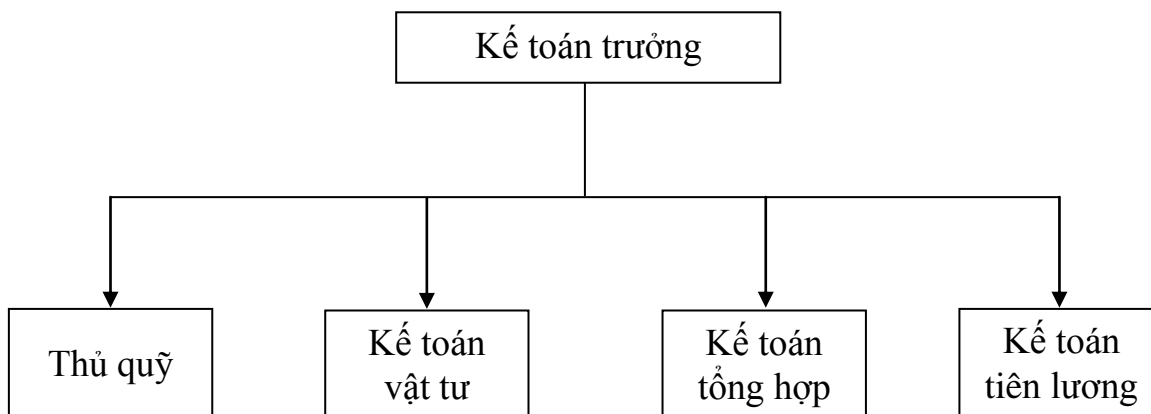 Kế toán trưởng
Thủ quỹ
Kế toán
vật tư
Kế toán
tổng hợp
Kế toán
tiên lương